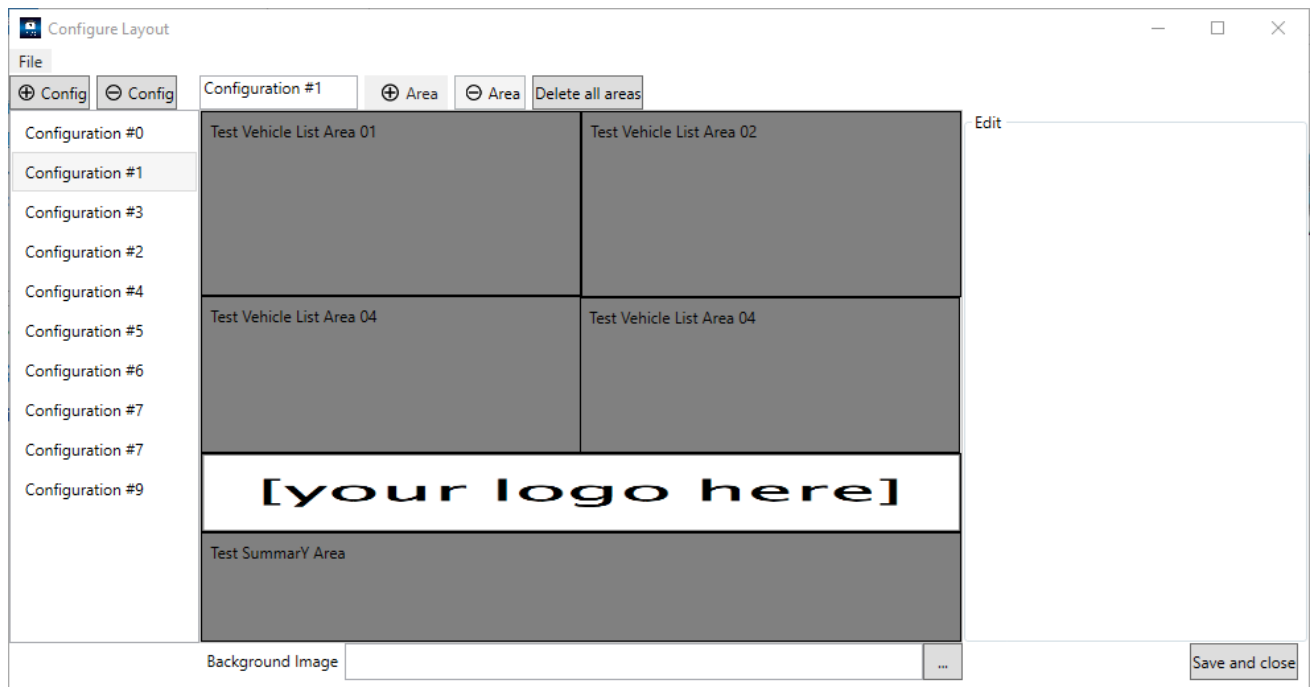 Configure Layout
File
Config Config Configuration #1 Area Area Delete all areas
Configuration #0
Configuration #1
Configuration #3
Configuration #2
Configuration #4
Configuration #5
Configuration #6
Configuration #7
Configuration #7
Configuration #9
Test Vehicle List Area 01
Test Vehicle List Area 02
Test Vehicle List Area 04
Test Vehicle List Area 04
[your logo here]
Test SummarY Area
Edit
Background Image ...
Save and close